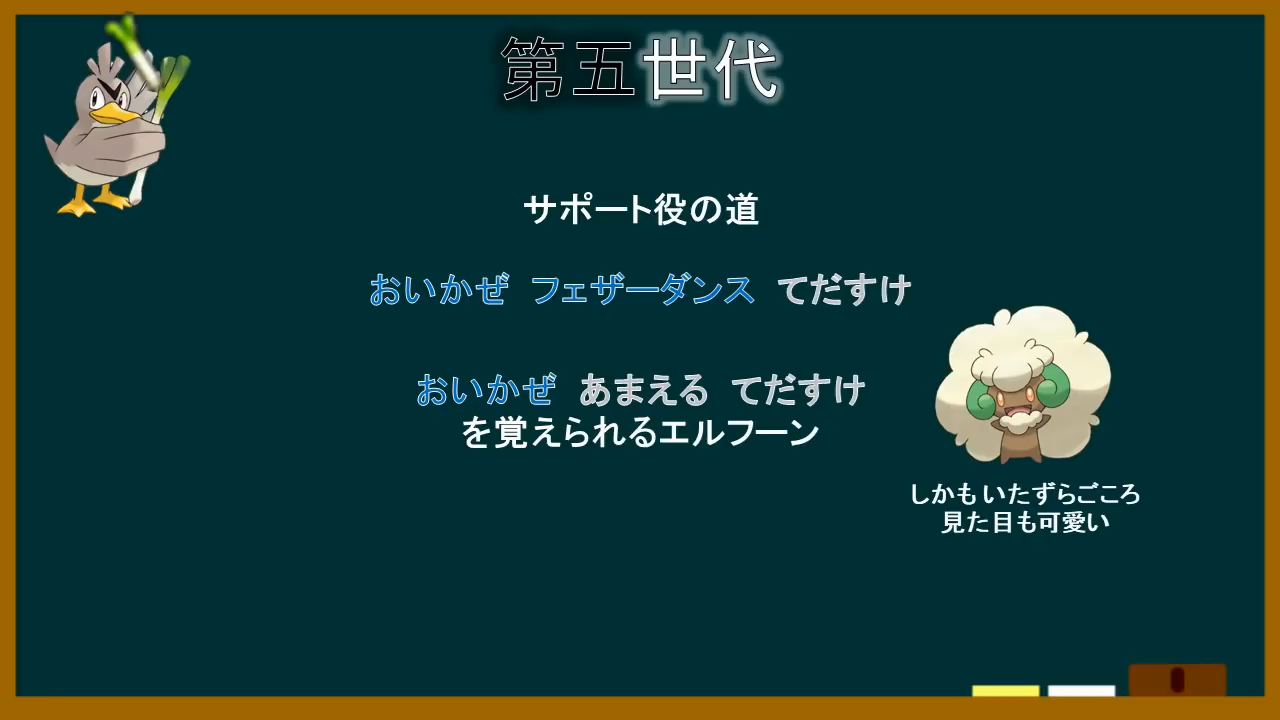 第五世代
サポート役の道
おいかぜ フェザーダンス てだすけ
おいかぜ あまえる てだすけ
を覚えられるエルフーン
しかもいたずらごころ
見た目も可愛い